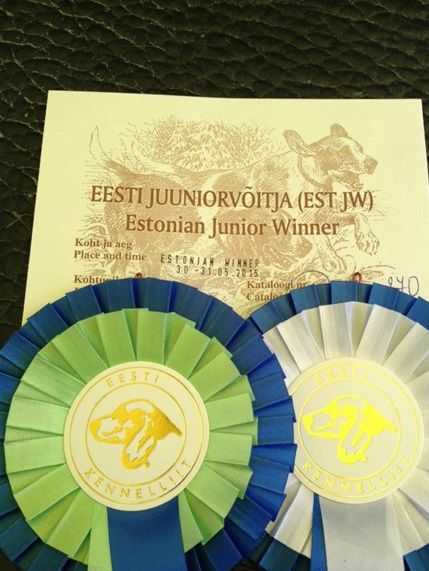 EESTI JUUNIORVÕITJA (EST JW)
Estonian Junior Winner
Koht ja aeg
Place and time ESTONIAN WINNER
30-31.05.2015
Kataloogi nr.
970
EESTI
KENNELLIIT
EESTI
KENNELLIIT